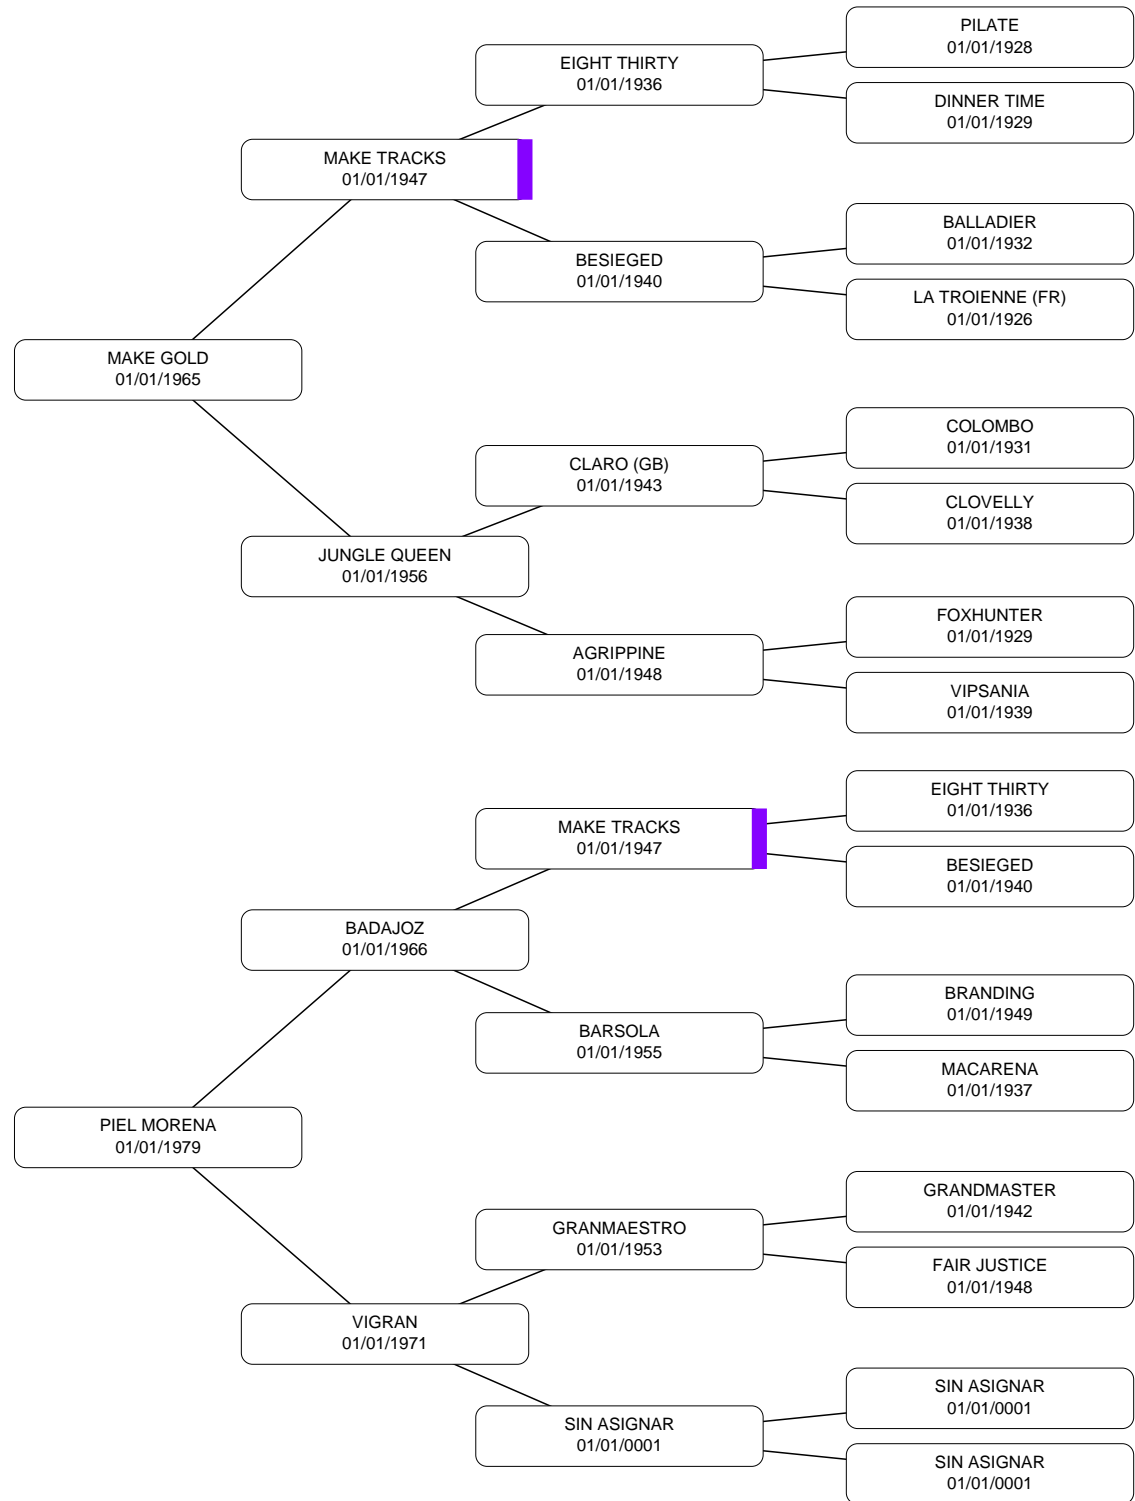 PILATE
01/01/1928
EIGHT THIRTY
01/01/1936
DINNER TIME
01/01/1929
MAKE TRACKS
01/01/1947
BALLADIER
01/01/1932
BESIEGED
01/01/1940
LA TROIENNE (FR)
01/01/1926
MAKE GOLD
01/01/1965
COLOMBO
01/01/1931
CLARO (GB)
01/01/1943
CLOVELLY
01/01/1938
JUNGLE QUEEN
01/01/1956
FOXHUNTER
01/01/1929
AGRIPPINE
01/01/1948
VIPSANIA
01/01/1939
EIGHT THIRTY
01/01/1936
MAKE TRACKS
01/01/1947
BESIEGED
01/01/1940
BADAJOZ
01/01/1966
BRANDING
01/01/1949
BARSOLA
01/01/1955
MACARENA
01/01/1937
PIEL MORENA
01/01/1979
GRANDMASTER
01/01/1942
GRANMAESTRO
01/01/1953
FAIR JUSTICE
01/01/1948
VIGRAN
01/01/1971
SIN ASIGNAR
01/01/0001
SIN ASIGNAR
01/01/0001
SIN ASIGNAR
01/01/0001